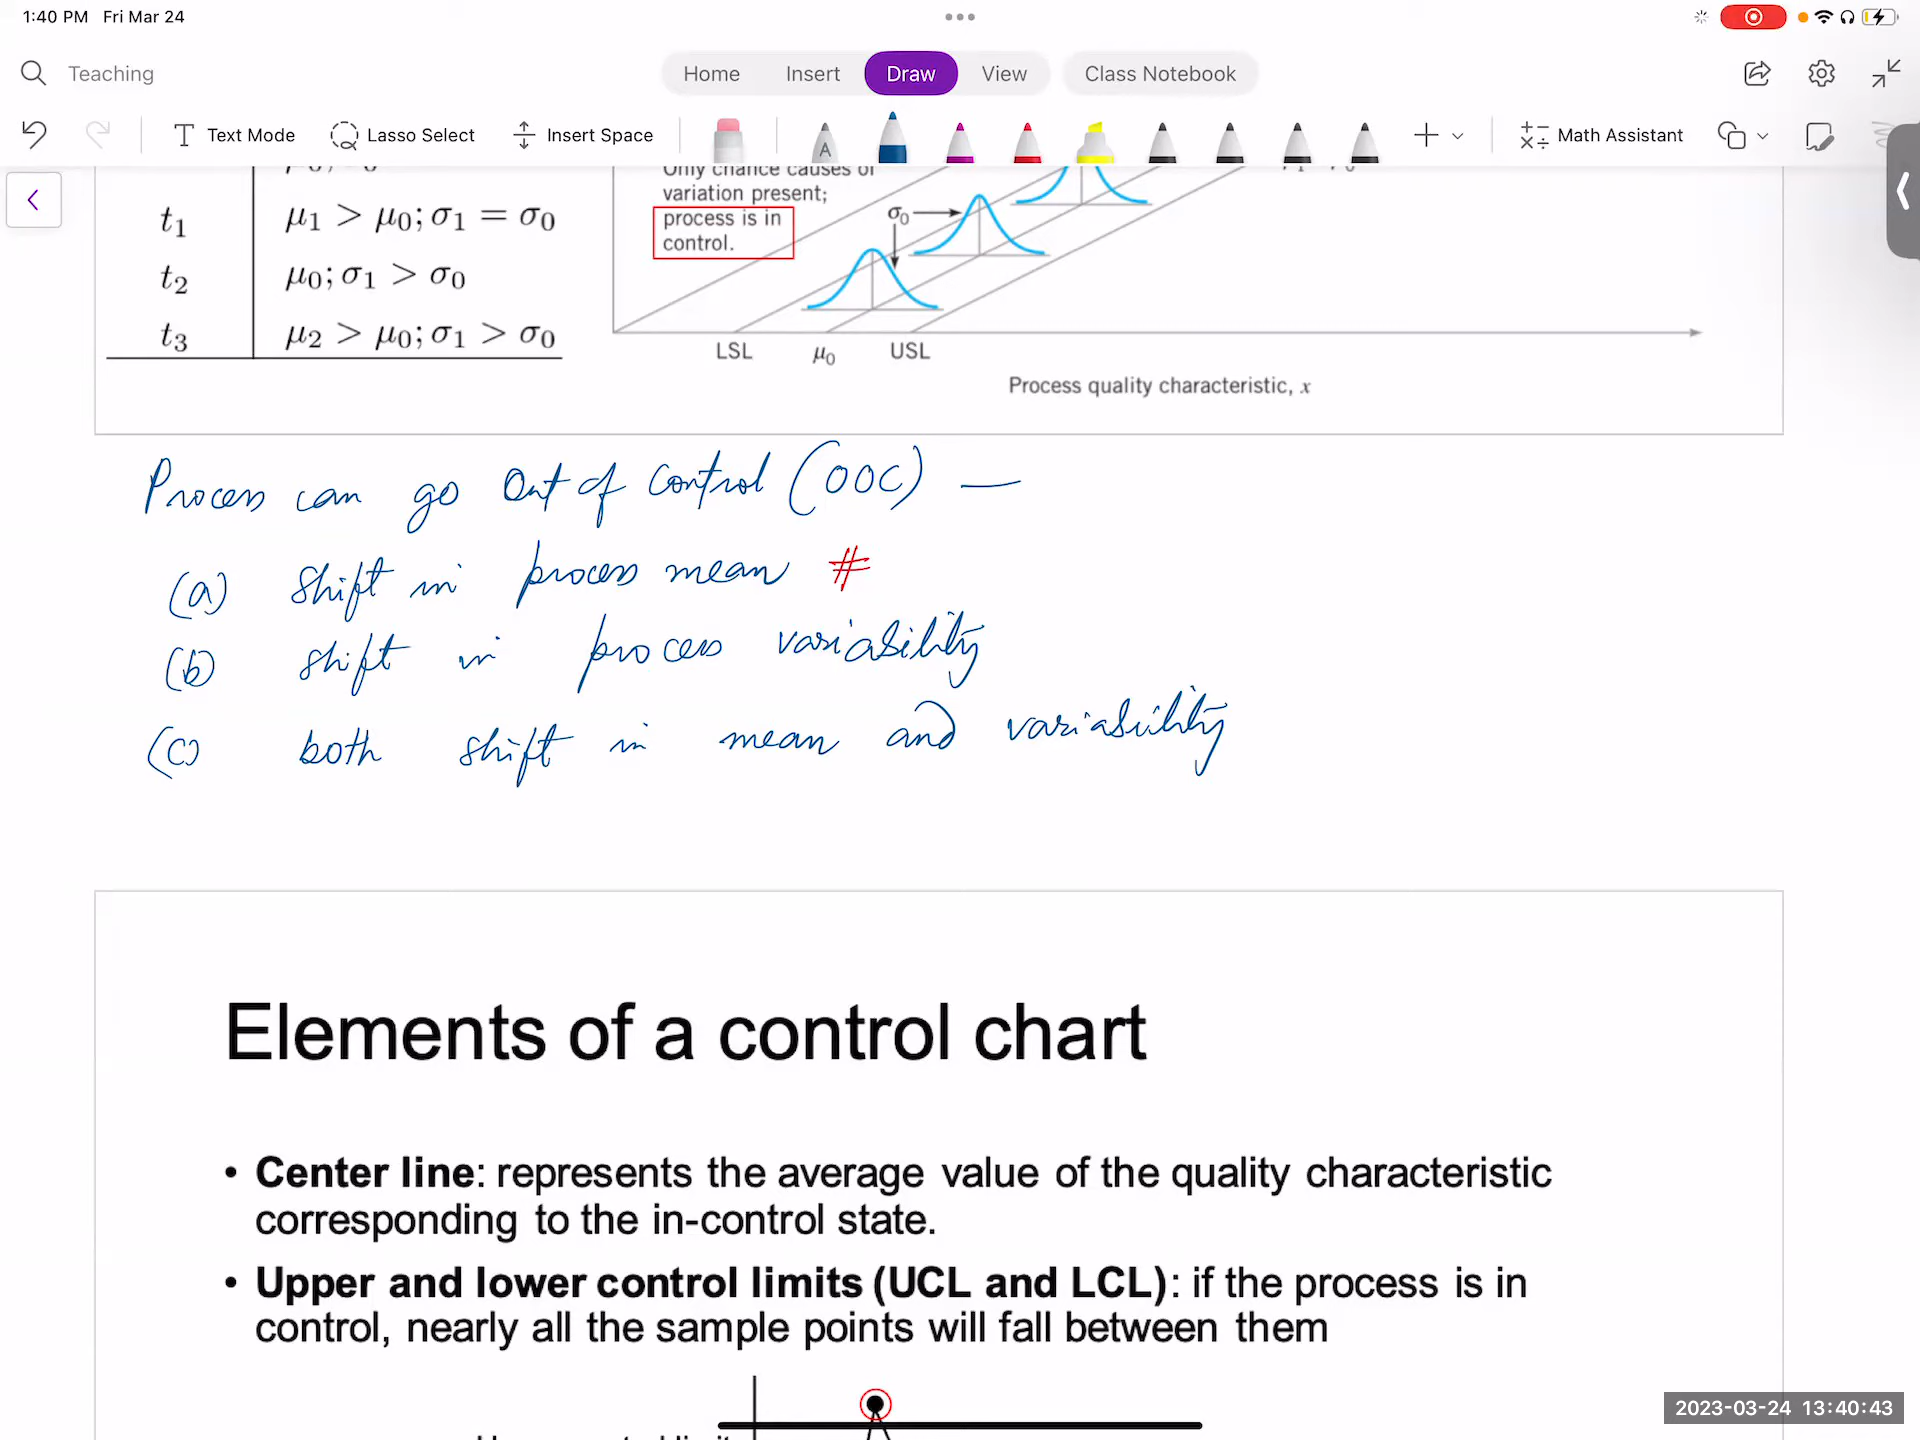 1:40 PM Fri Mar 24
Teaching
Home Insert Draw View Class Notebook
Text Mode Lasso Select Insert Space A Math Assistant
t₁ μ₁ > μ₀; σ₁ = σ₀
t₂ μ₀; σ₁ > σ₀
t₃ μ₂ > μ₀; σ₁ > σ₀
Only chance causes of
variation present;
process is in
control.
σ₀
LSL μ₀ USL
Process quality characteristic, x
Process can go Out of Control (OOC) —
(a) shift in process mean #
(b) shift in process variability
(c) both shift in mean and variability
Elements of a control chart
• Center line: represents the average value of the quality characteristic
corresponding to the in-control state.
• Upper and lower control limits (UCL and LCL): if the process is in
control, nearly all the sample points will fall between them
2023-03-24 13:40:43